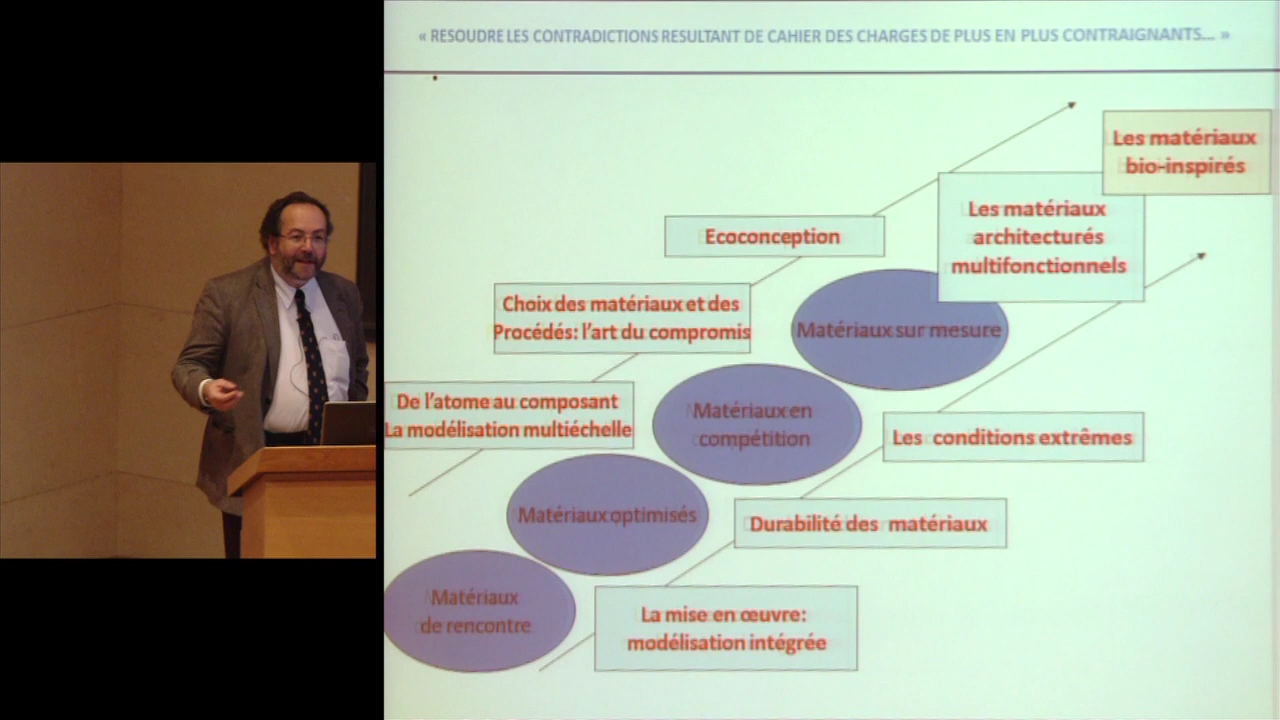 « RESOUDRE LES CONTRADICTIONS RESULTANT DE CAHIER DES CHARGES DE PLUS EN PLUS CONTRAIGNANTS... »
Les matériaux
bio-inspirés
Les matériaux
architecturés
multifonctionnels
Ecoconception
Choix des matériaux et des
Procédés: l'art du compromis
Matériaux sur mesure
De l'atome au composant
La modélisation multiéchelle
Matériaux en
compétition
Les conditions extrêmes
Matériaux optimisés
Durabilité des matériaux
Matériaux
de rencontre
La mise en œuvre:
modélisation intégrée